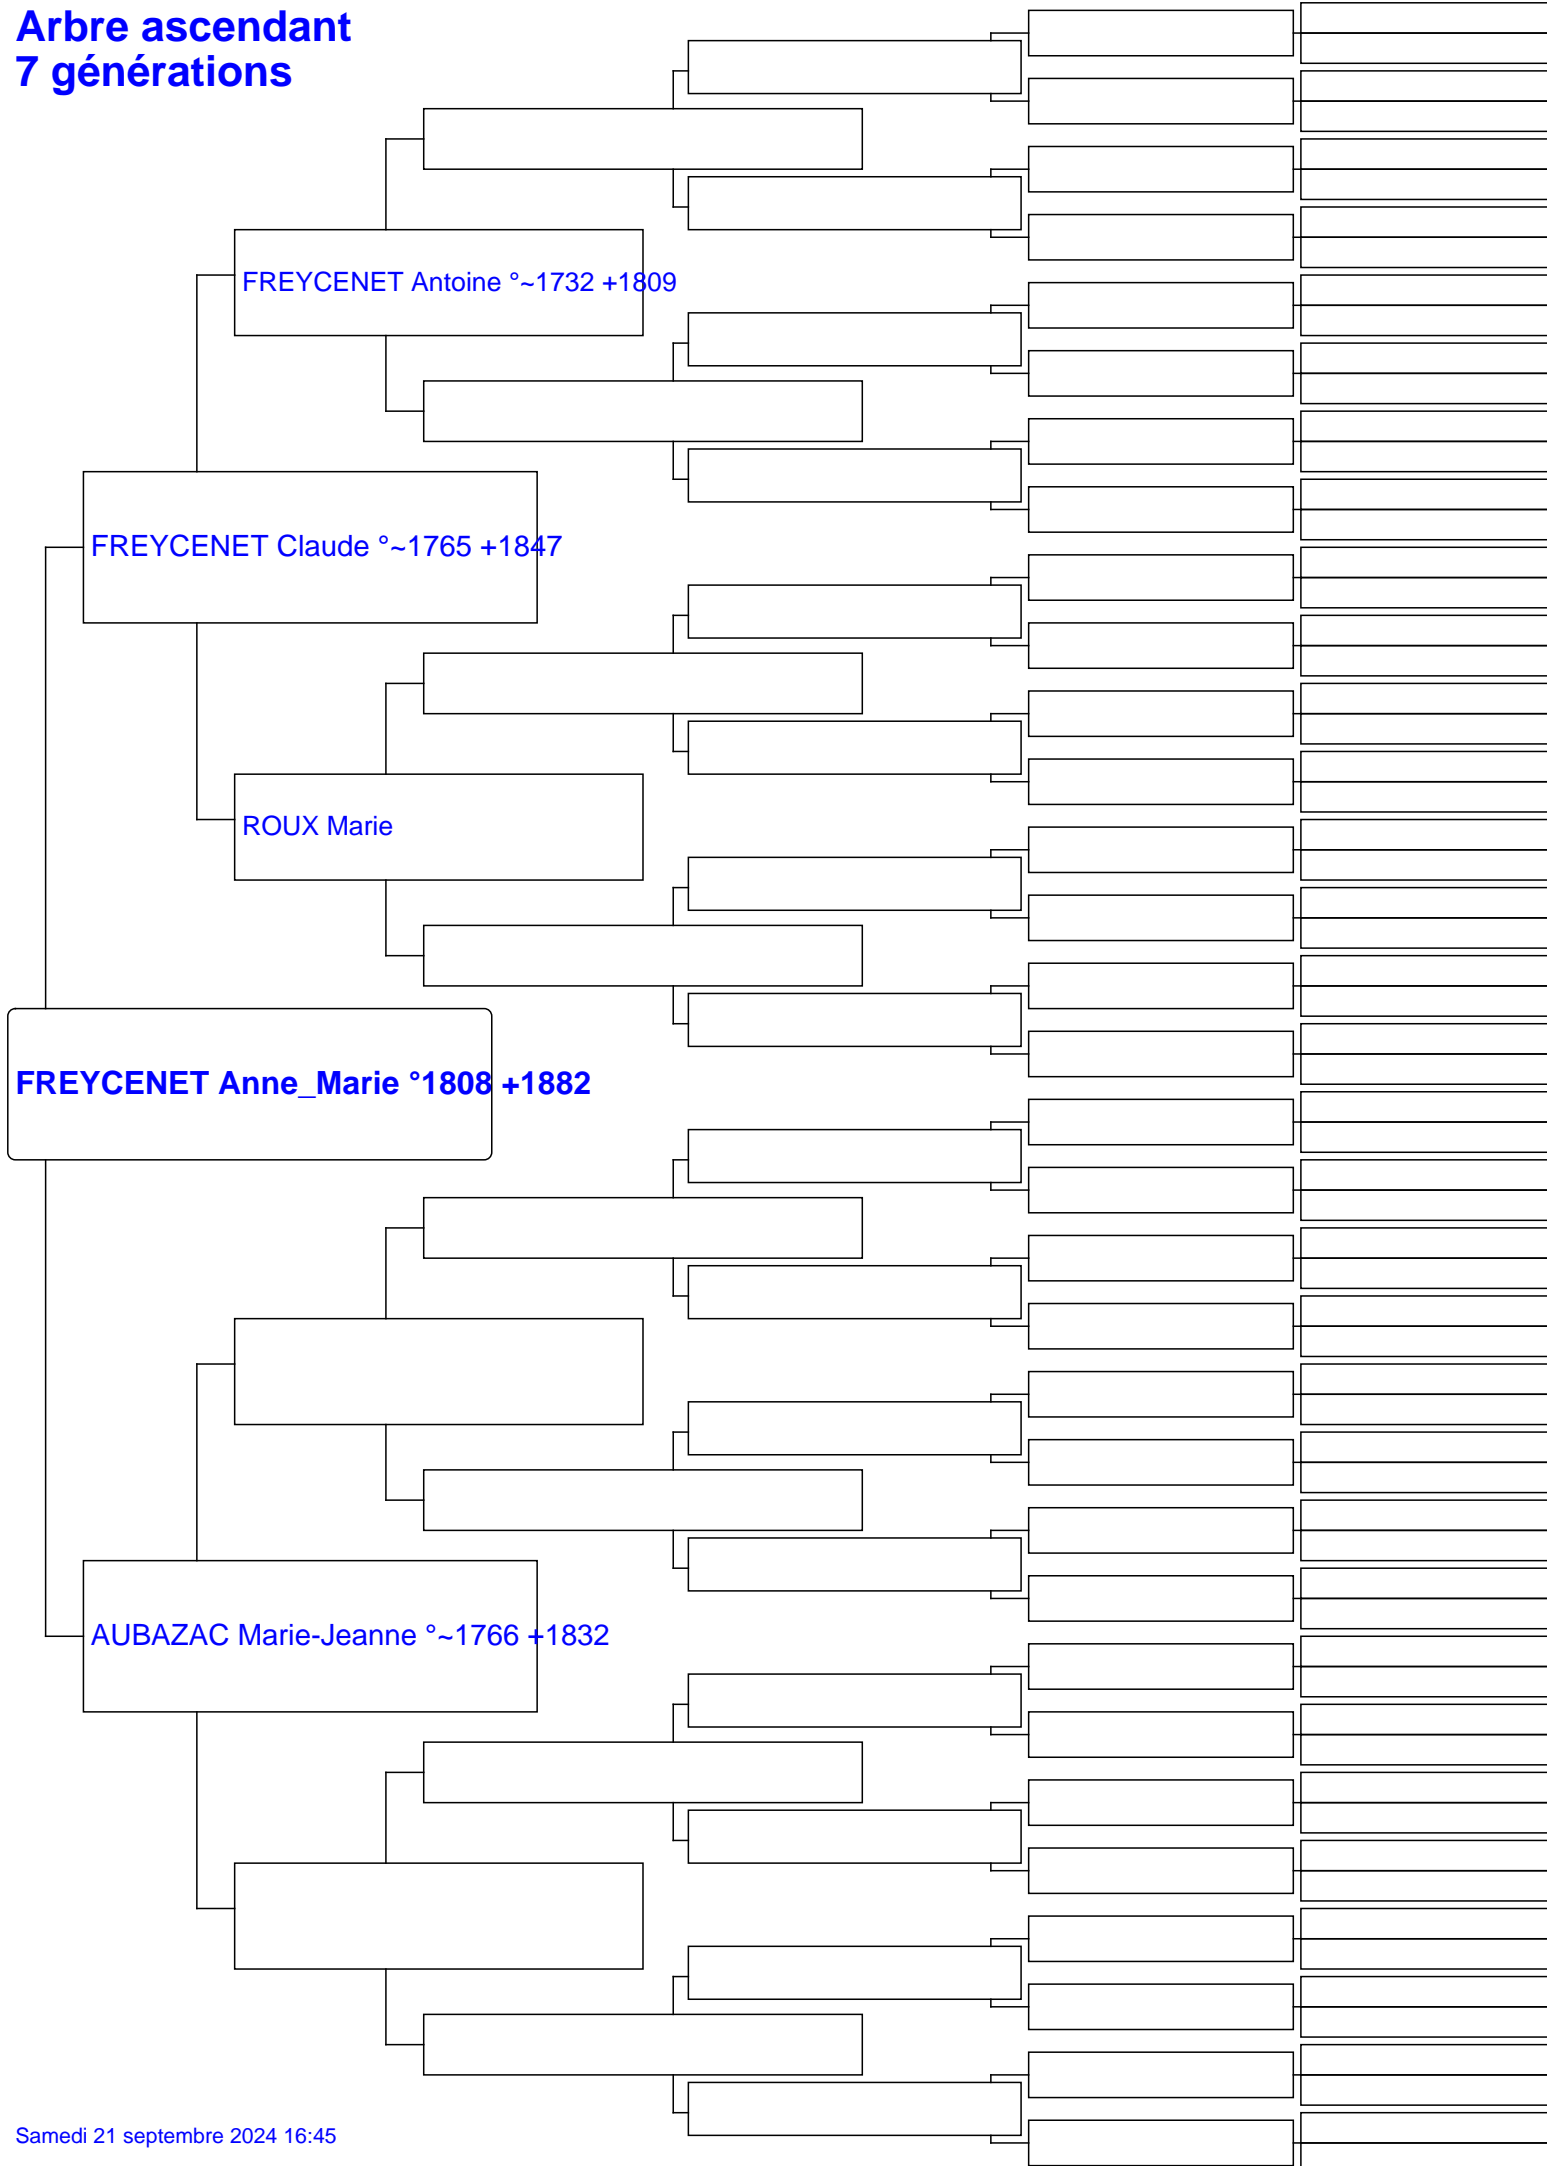 Arbre ascendant
7 générations
FREYCENET Antoine °~1732 +1809
FREYCENET Claude °~1765 +1847
ROUX Marie
FREYCENET Anne_Marie °1808 +1882
AUBAZAC Marie-Jeanne °~1766 +1832
Samedi 21 septembre 2024 16:45